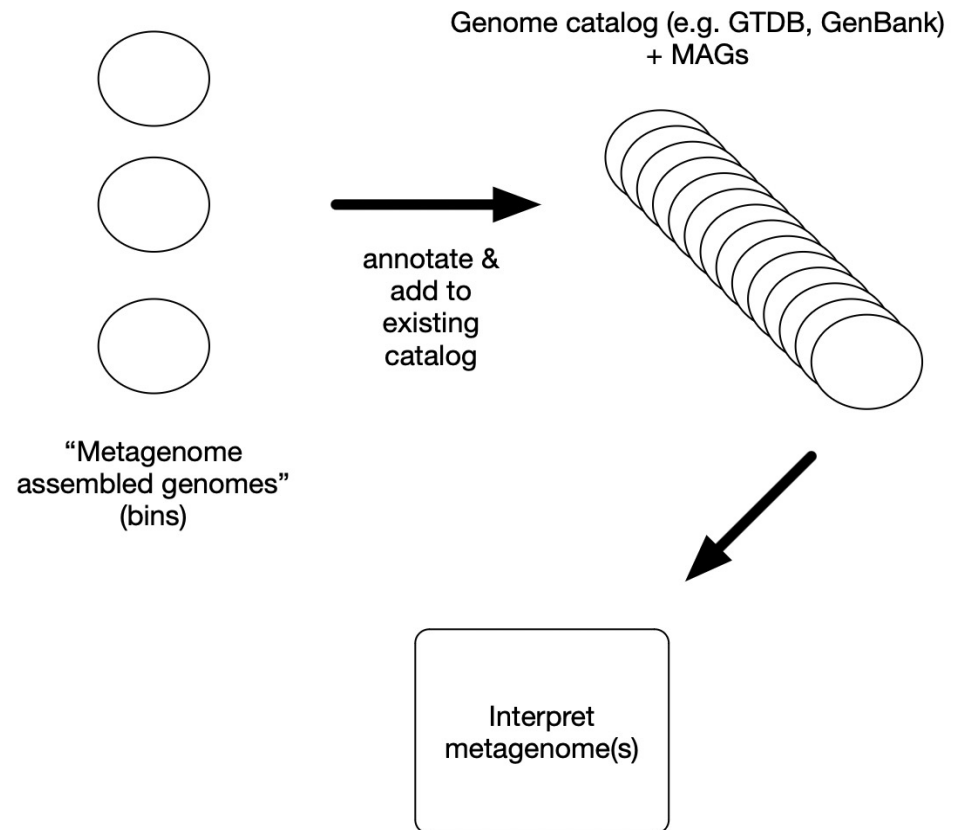 Genome catalog (e.g. GTDB, GenBank)
+ MAGs
annotate &
add to
existing
catalog
“Metagenome
assembled genomes”
(bins)
Interpret
metagenome(s)